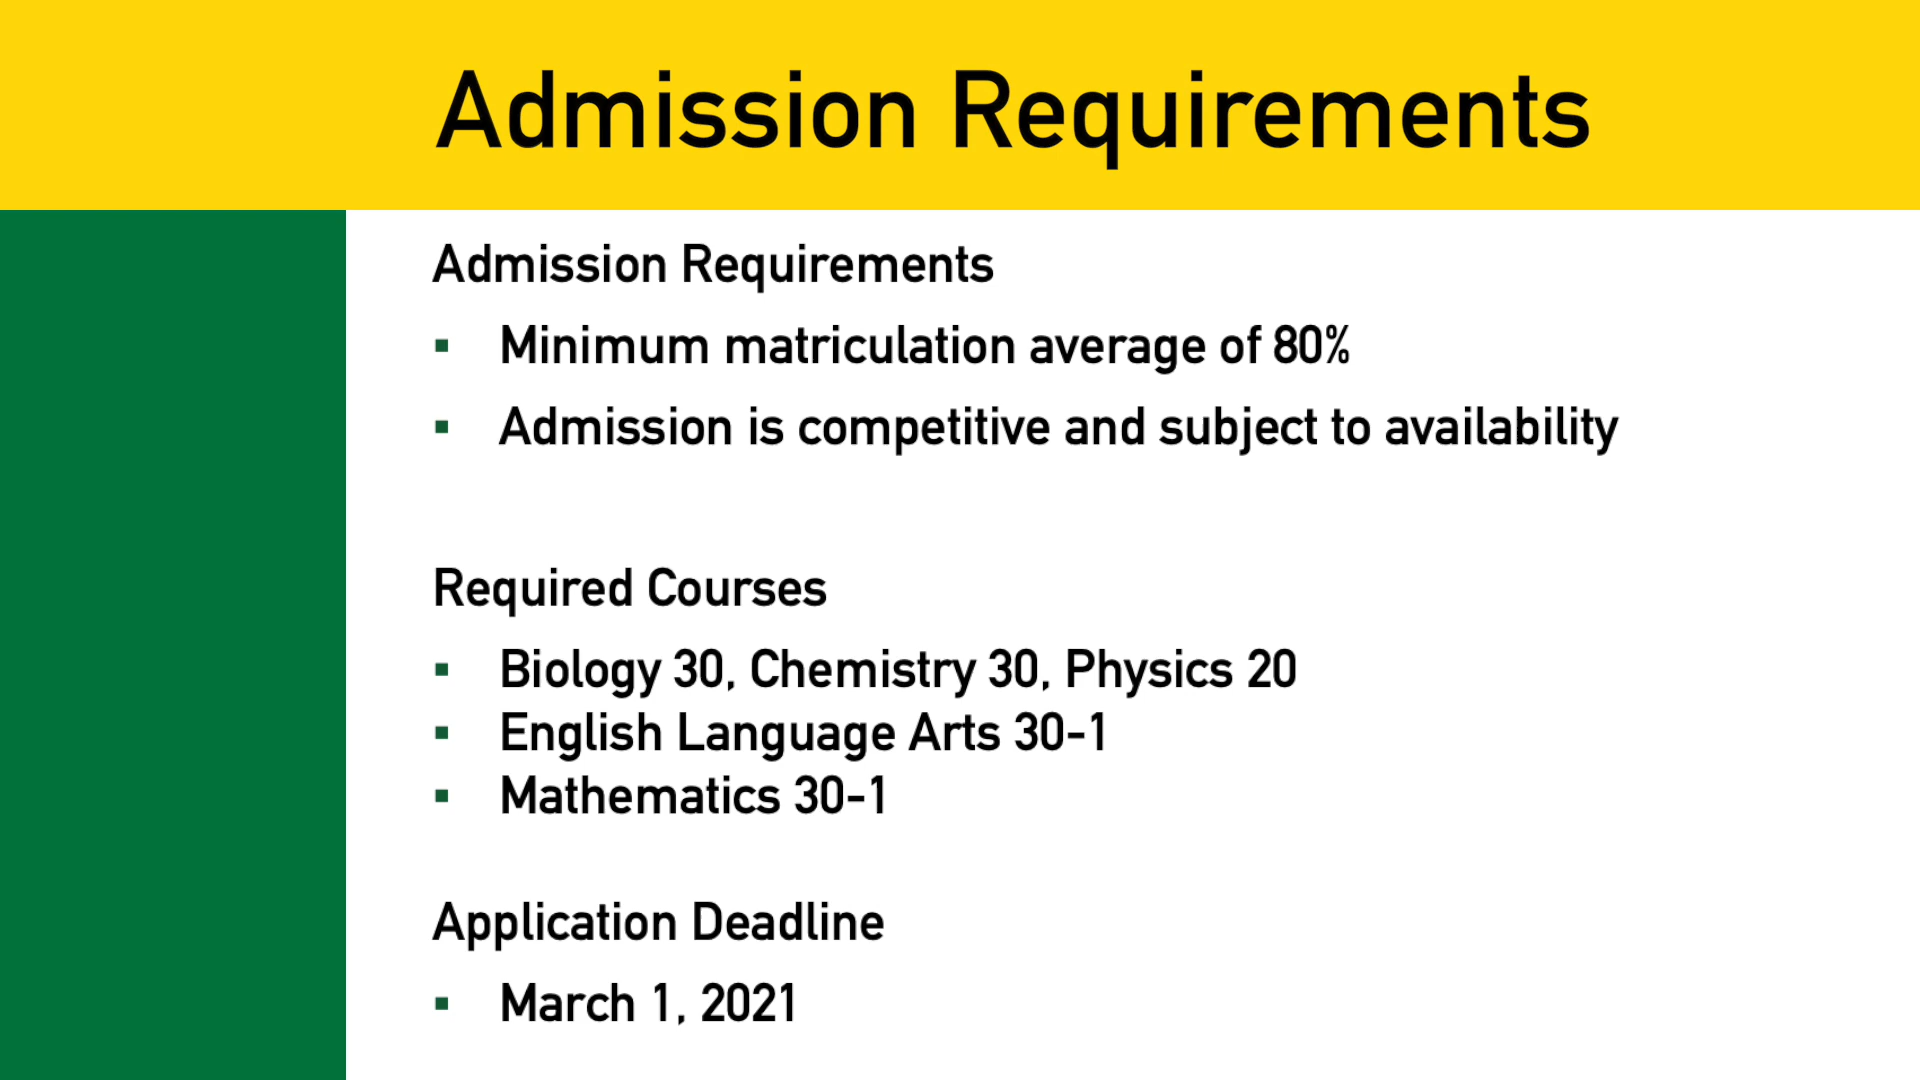 Admission Requirements
Admission Requirements
▪ Minimum matriculation average of 80%
▪ Admission is competitive and subject to availability
Required Courses
▪ Biology 30, Chemistry 30, Physics 20
▪ English Language Arts 30-1
▪ Mathematics 30-1
Application Deadline
▪ March 1, 2021